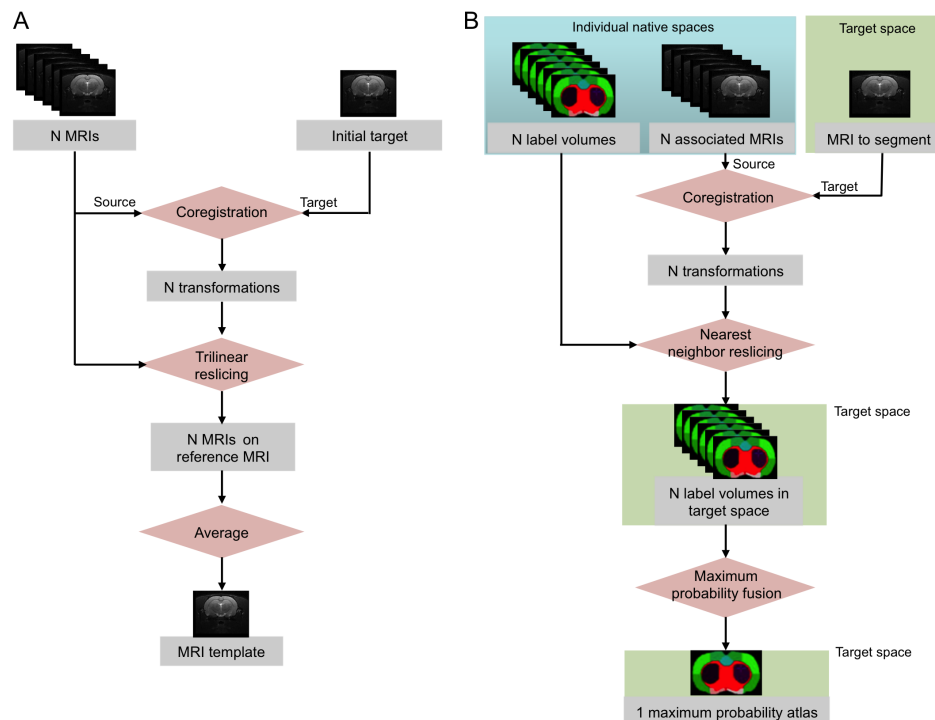 A
N MRIs
Initial target
Source
Target
Coregistration
N transformations
Trilinear
reslicing
N MRIs on
reference MRI
Average
MRI template
B
Individual native spaces
Target space
N label volumes
N associated MRIs
MRI to segment
Source
Target
Coregistration
N transformations
Nearest
neighbor reslicing
Target space
N label volumes in
target space
Maximum
probability fusion
Target space
1 maximum probability atlas